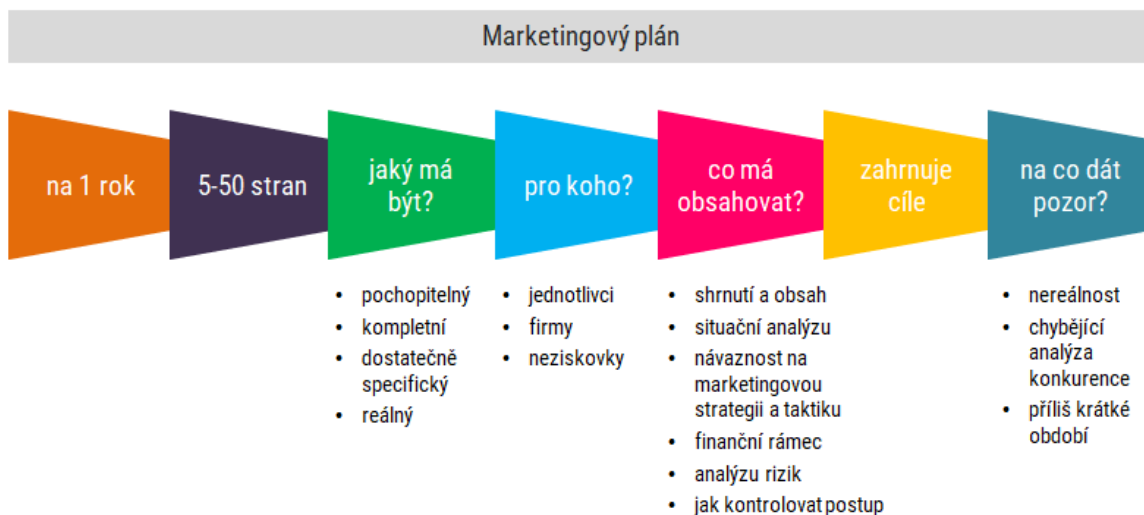 Marketingový plán
na 1 rok
5-50 stran
jaký má
být?
pro koho?
co má
obsahovat?
zahrnuje
cíle
na co dát
pozor?
• pochopitelný
• kompletní
• dostatečně
specifický
• reálný
• jednotlivci
• firmy
• neziskovky
• shrnutí a obsah
• situační analýzu
• návaznost na
marketingovou
strategii a taktiku
• finanční rámec
• analýzu rizik
• jak kontrolovat postup
• nereálnost
• chybějící
analýza
konkurence
• příliš krátké
období